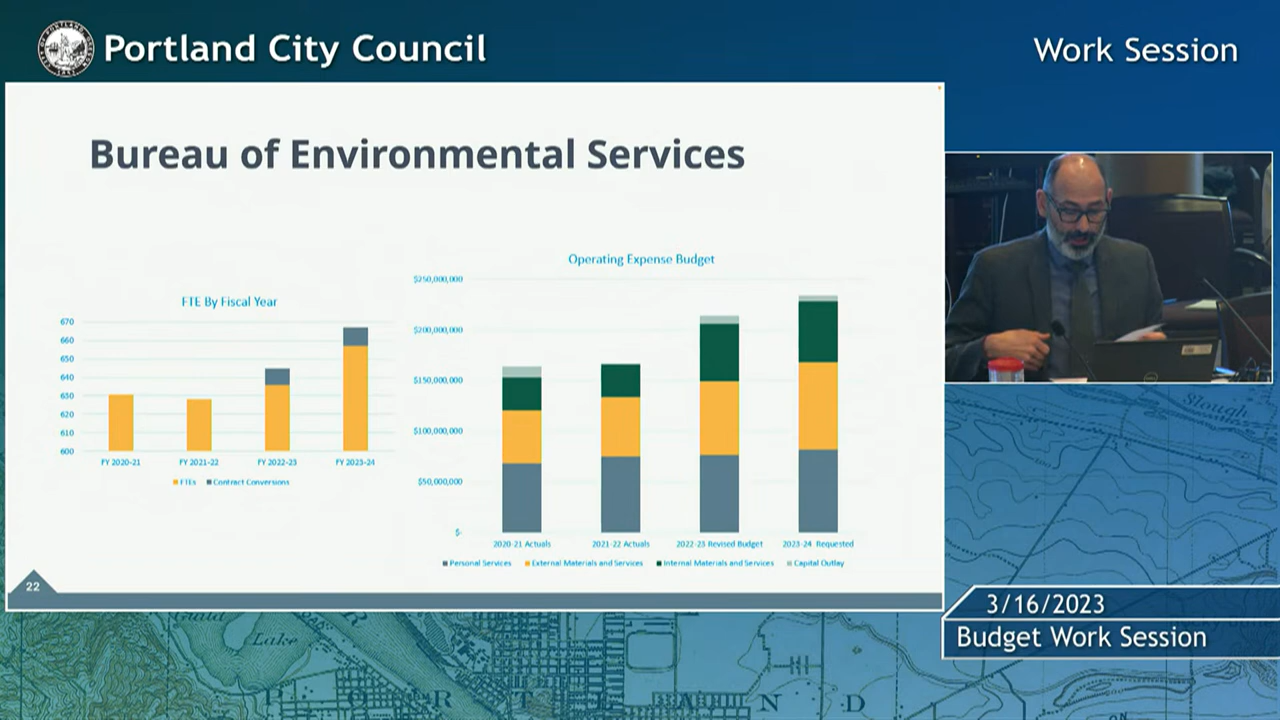 Portland City Council
Work Session
Bureau of Environmental Services
FTE By Fiscal Year
670
660
650
640
630
620
610
600
FY 2020-21 FY 2021-22 FY 2022-23 FY 2023-24
FTEs Contract Conversions
Operating Expense Budget
$250,000,000
$200,000,000
$150,000,000
$100,000,000
$50,000,000
$-
2020-21 Actuals 2021-22 Actuals 2022-23 Revised Budget 2023-24 Requested
Personal Services External Materials and Services Internal Materials and Services Capital Outlay
22
Slough
3/16/2023
Budget Work Session
Guild
Lake
R
P O R T L A N D
ON